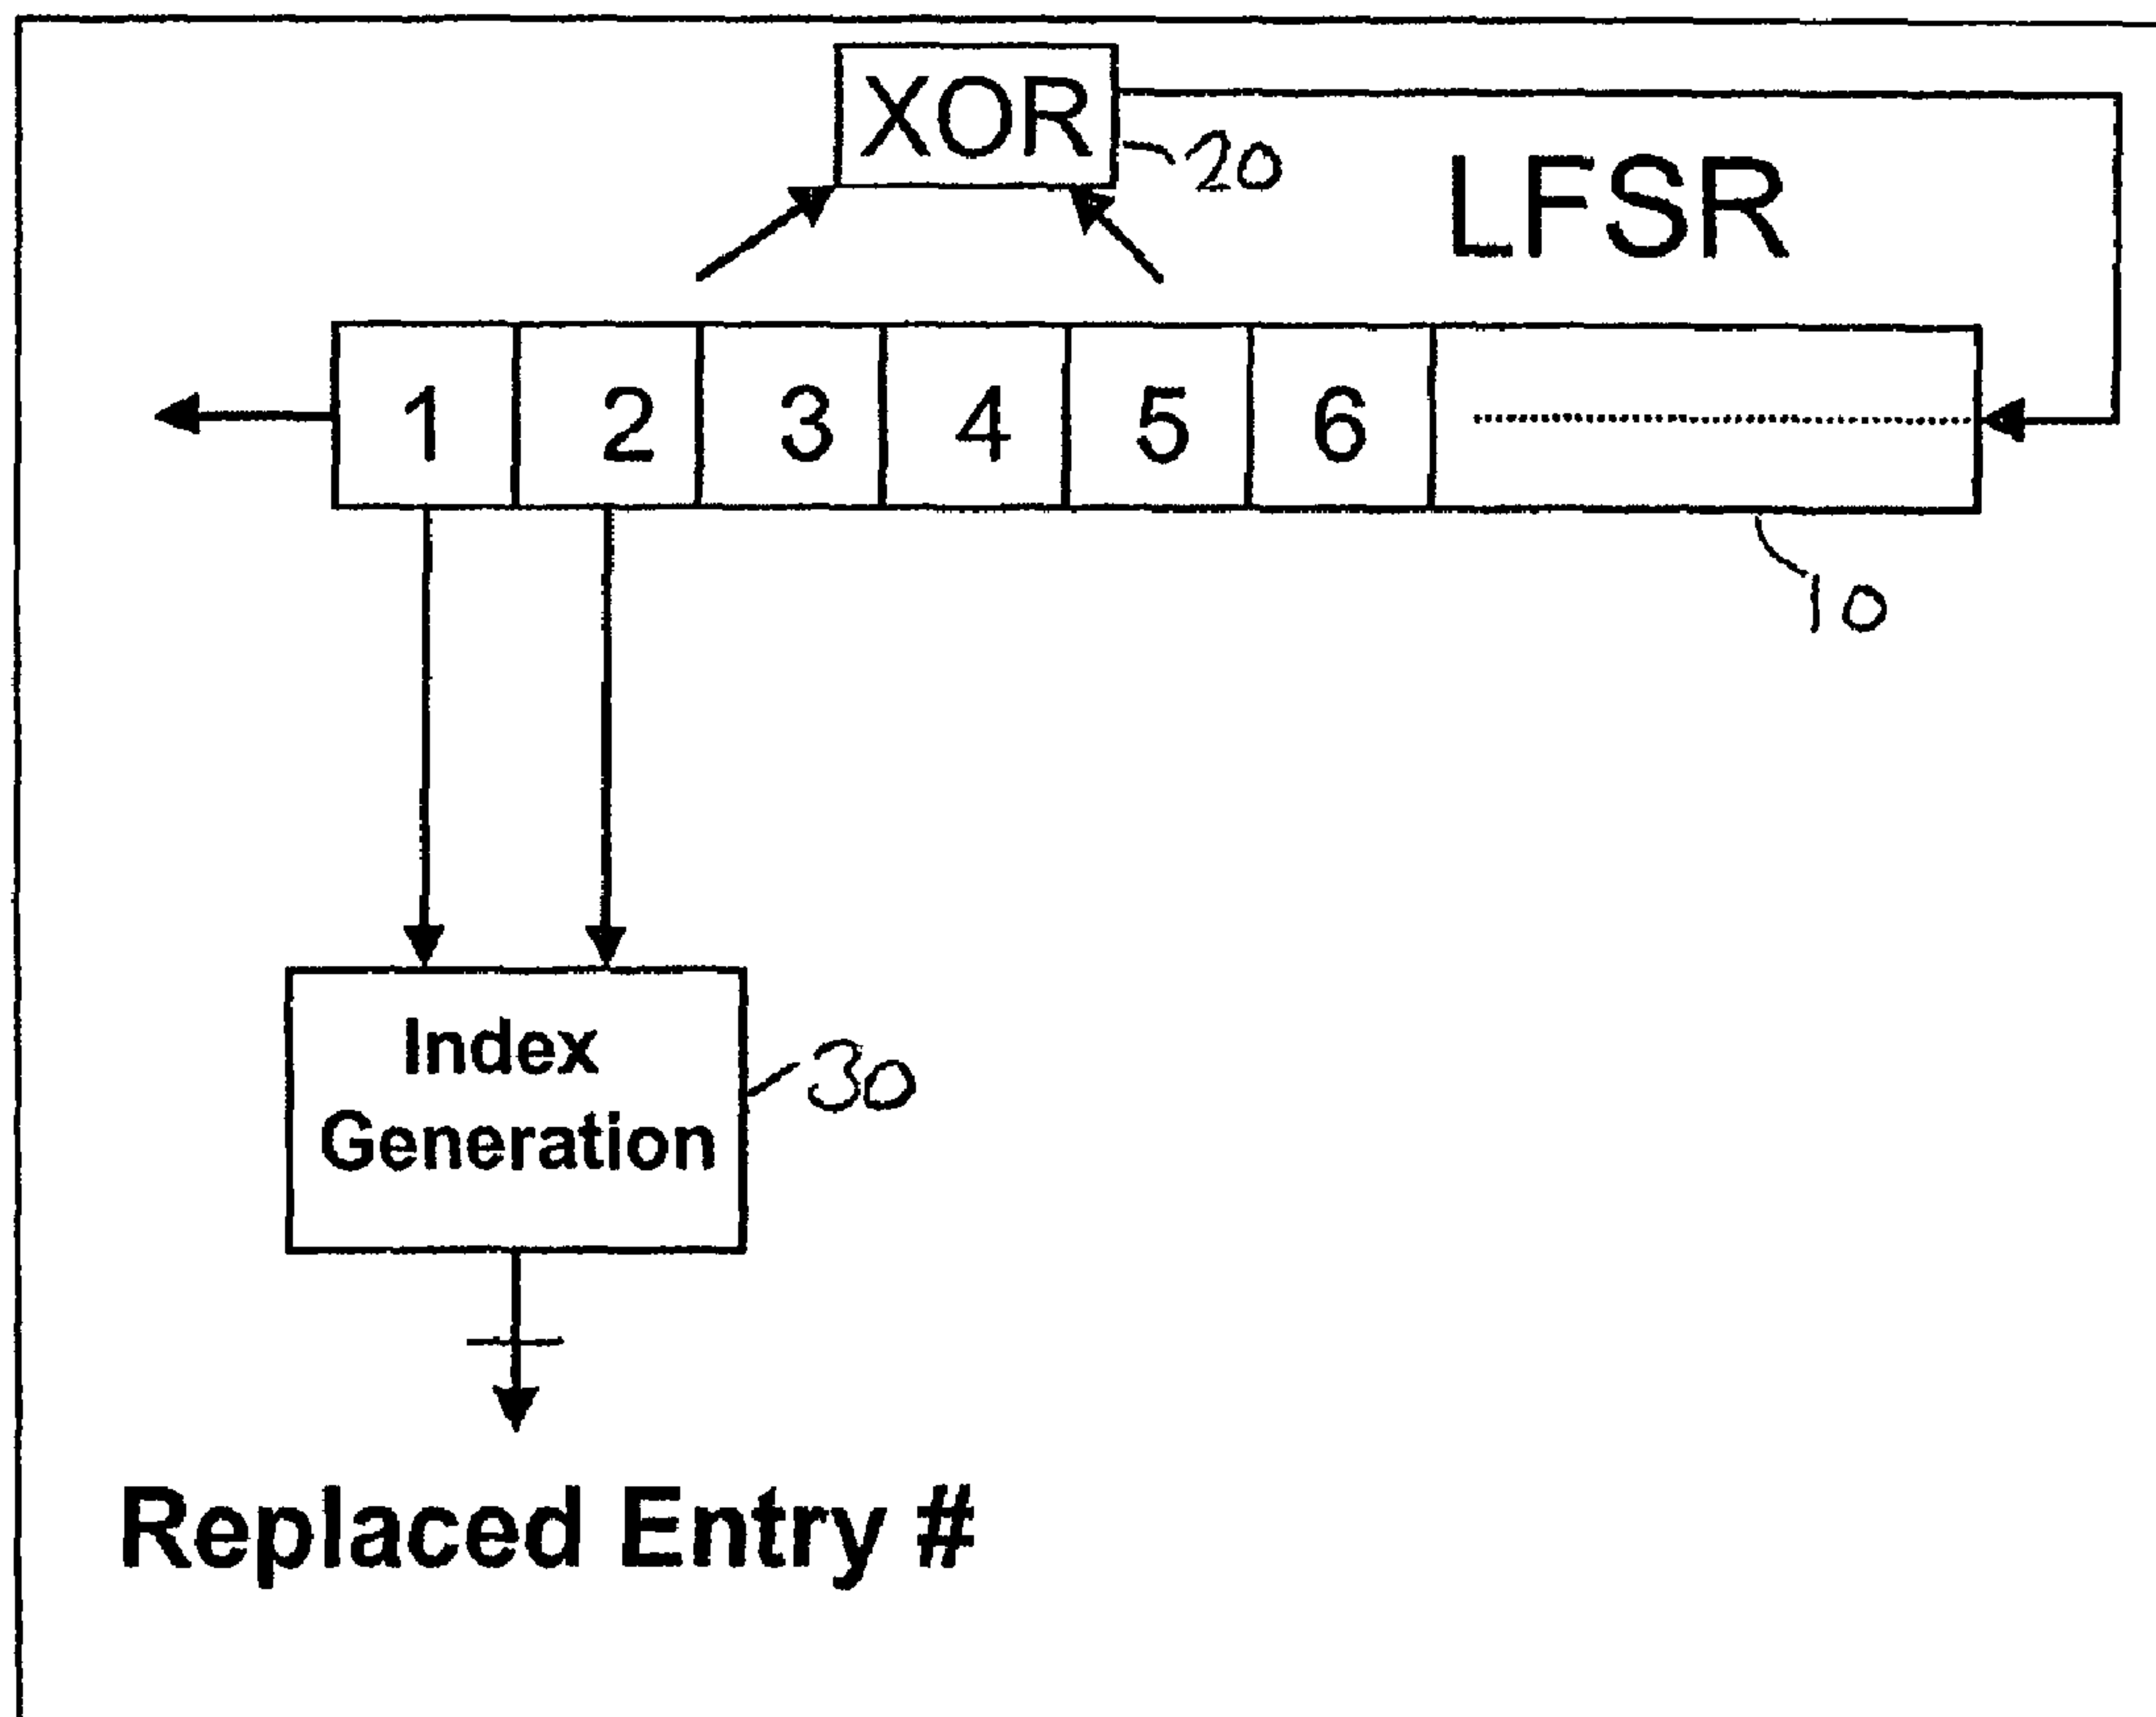 XOR
20
LFSR
1 2 3 4 5 6
10
Index
Generation
30
Replaced Entry #